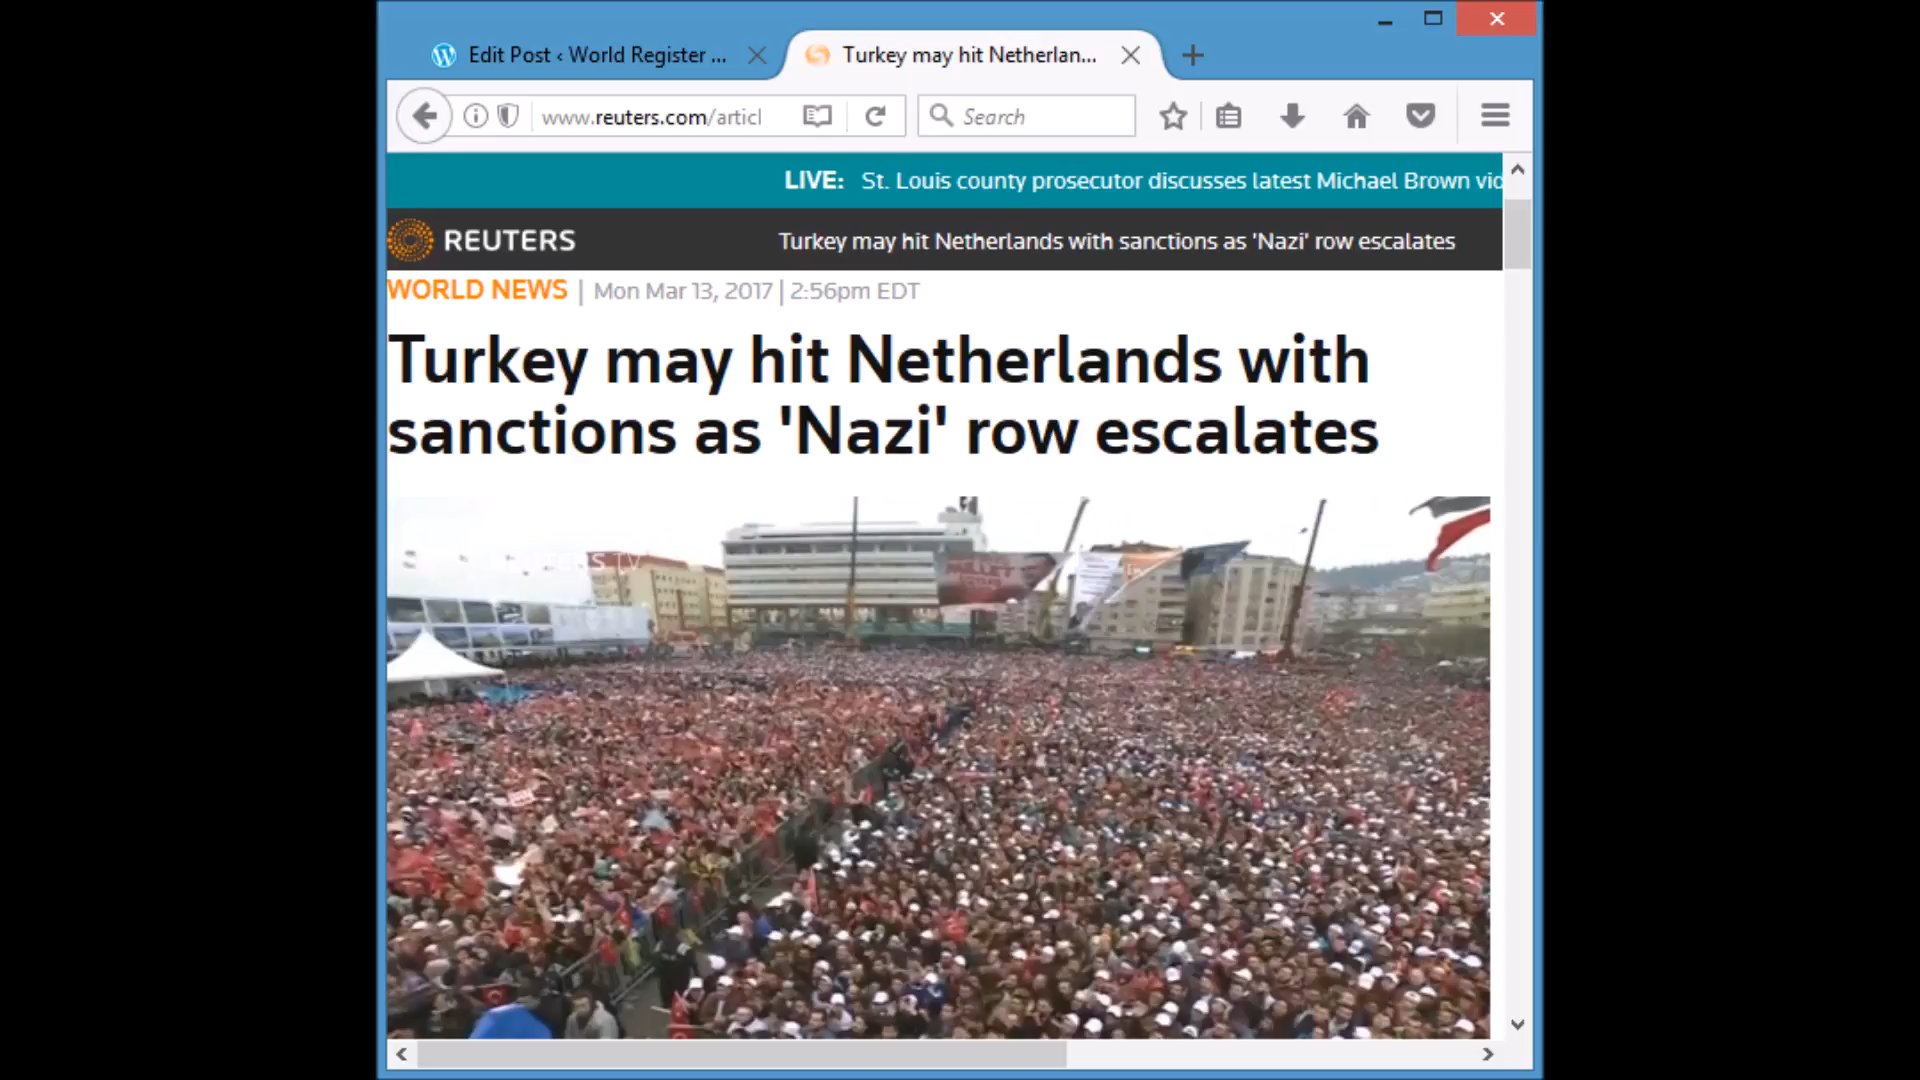 Edit Post ‹ World Register ...
Turkey may hit Netherlan...
www.reuters.com/articl
Search
LIVE: St. Louis county prosecutor discusses latest Michael Brown vid
REUTERS
Turkey may hit Netherlands with sanctions as 'Nazi' row escalates
WORLD NEWS | Mon Mar 13, 2017 | 2:56pm EDT
Turkey may hit Netherlands with
sanctions as 'Nazi' row escalates